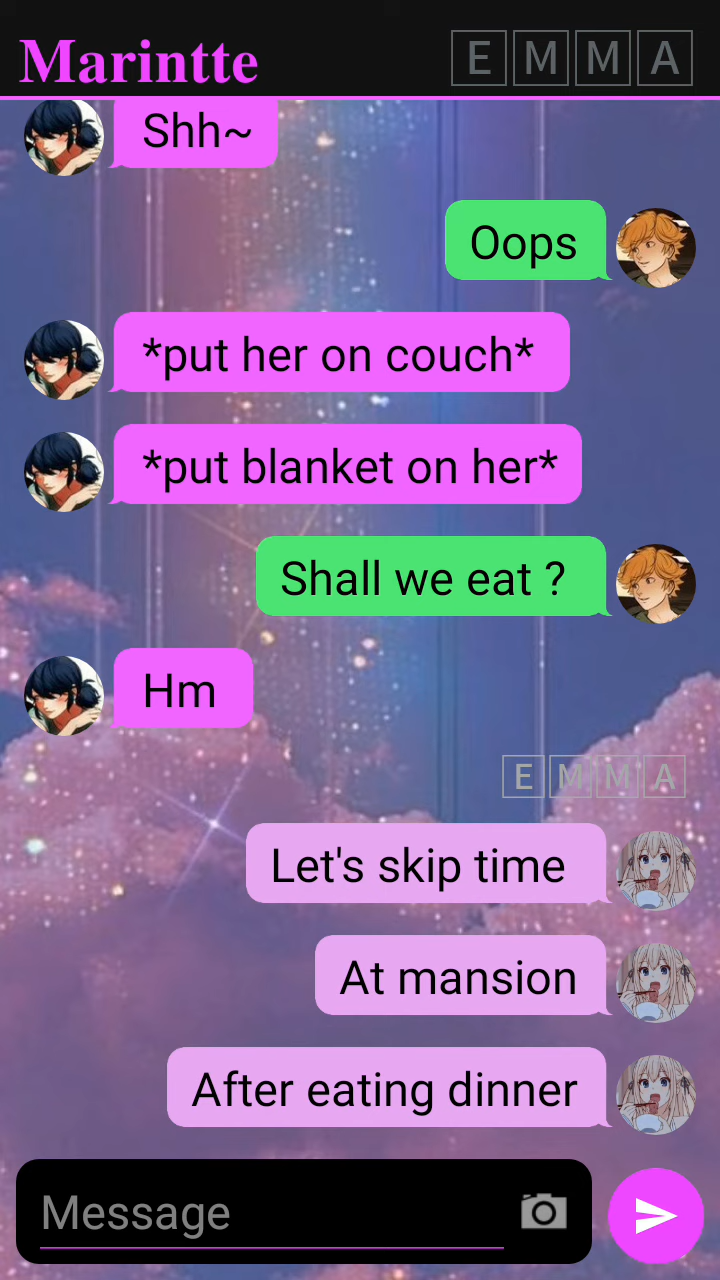 Marintte
🄴🄼🄼🄰
Shh~
Oops
*put her on couch*
*put blanket on her*
Shall we eat ?
Hm
🄴🄼🄼🄰
Let's skip time
At mansion
After eating dinner
Message